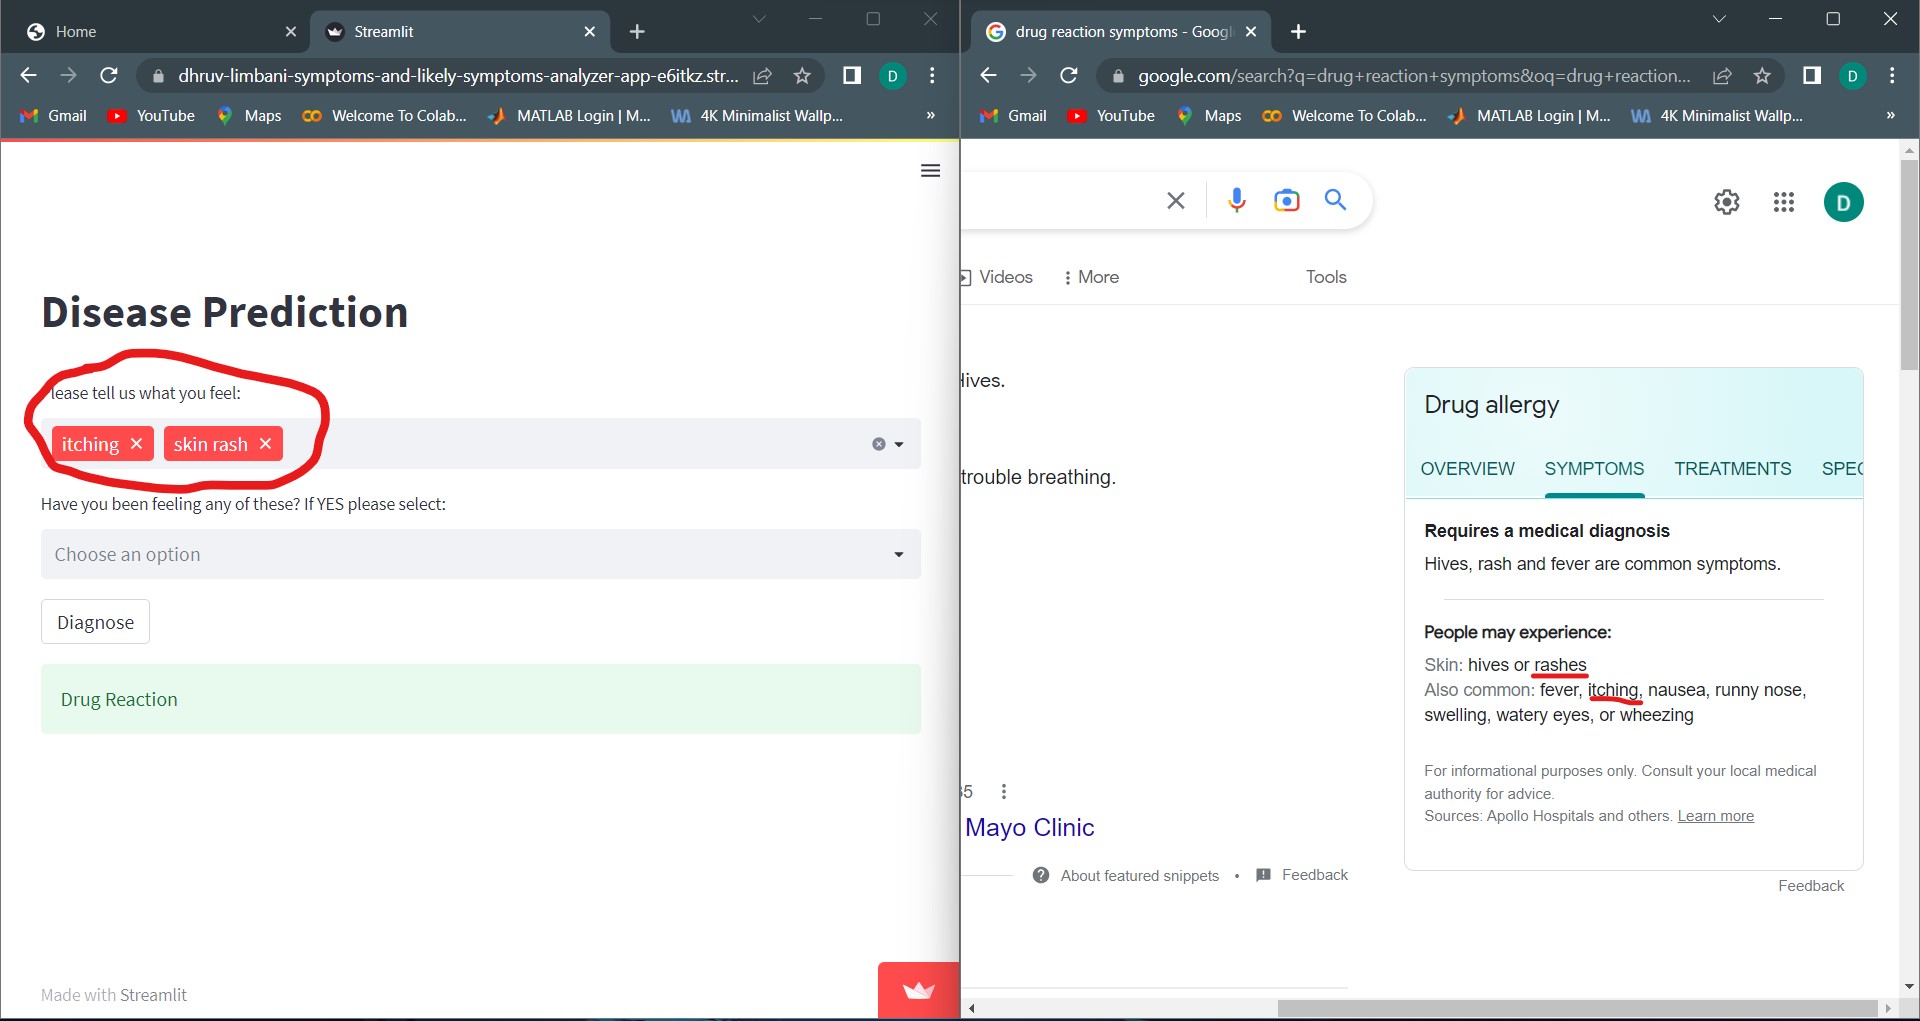 Home
Streamlit
dhruv-limbani-symptoms-and-likely-symptoms-analyzer-app-e6itkz.str...
D
Gmail
YouTube
Maps
Welcome To Colab...
MATLAB Login | M...
4K Minimalist Wallp...
»
Disease Prediction
lease tell us what you feel:
itching
skin rash
Have you been feeling any of these? If YES please select:
Choose an option
Diagnose
Drug Reaction
Made with Streamlit
drug reaction symptoms - Googl
google.com/search?q=drug+reaction+symptoms&oq=drug+reaction...
D
Gmail
YouTube
Maps
Welcome To Colab...
MATLAB Login | M...
4K Minimalist Wallp...
»
D
Videos
More
Tools
Hives.
trouble breathing.
35
Mayo Clinic
About featured snippets
•
Feedback
Drug allergy
OVERVIEW
SYMPTOMS
TREATMENTS
SPEC
Requires a medical diagnosis
Hives, rash and fever are common symptoms.
People may experience:
Skin: hives or rashes
Also common: fever, itching, nausea, runny nose,
swelling, watery eyes, or wheezing
For informational purposes only. Consult your local medical
authority for advice.
Sources: Apollo Hospitals and others. Learn more
Feedback